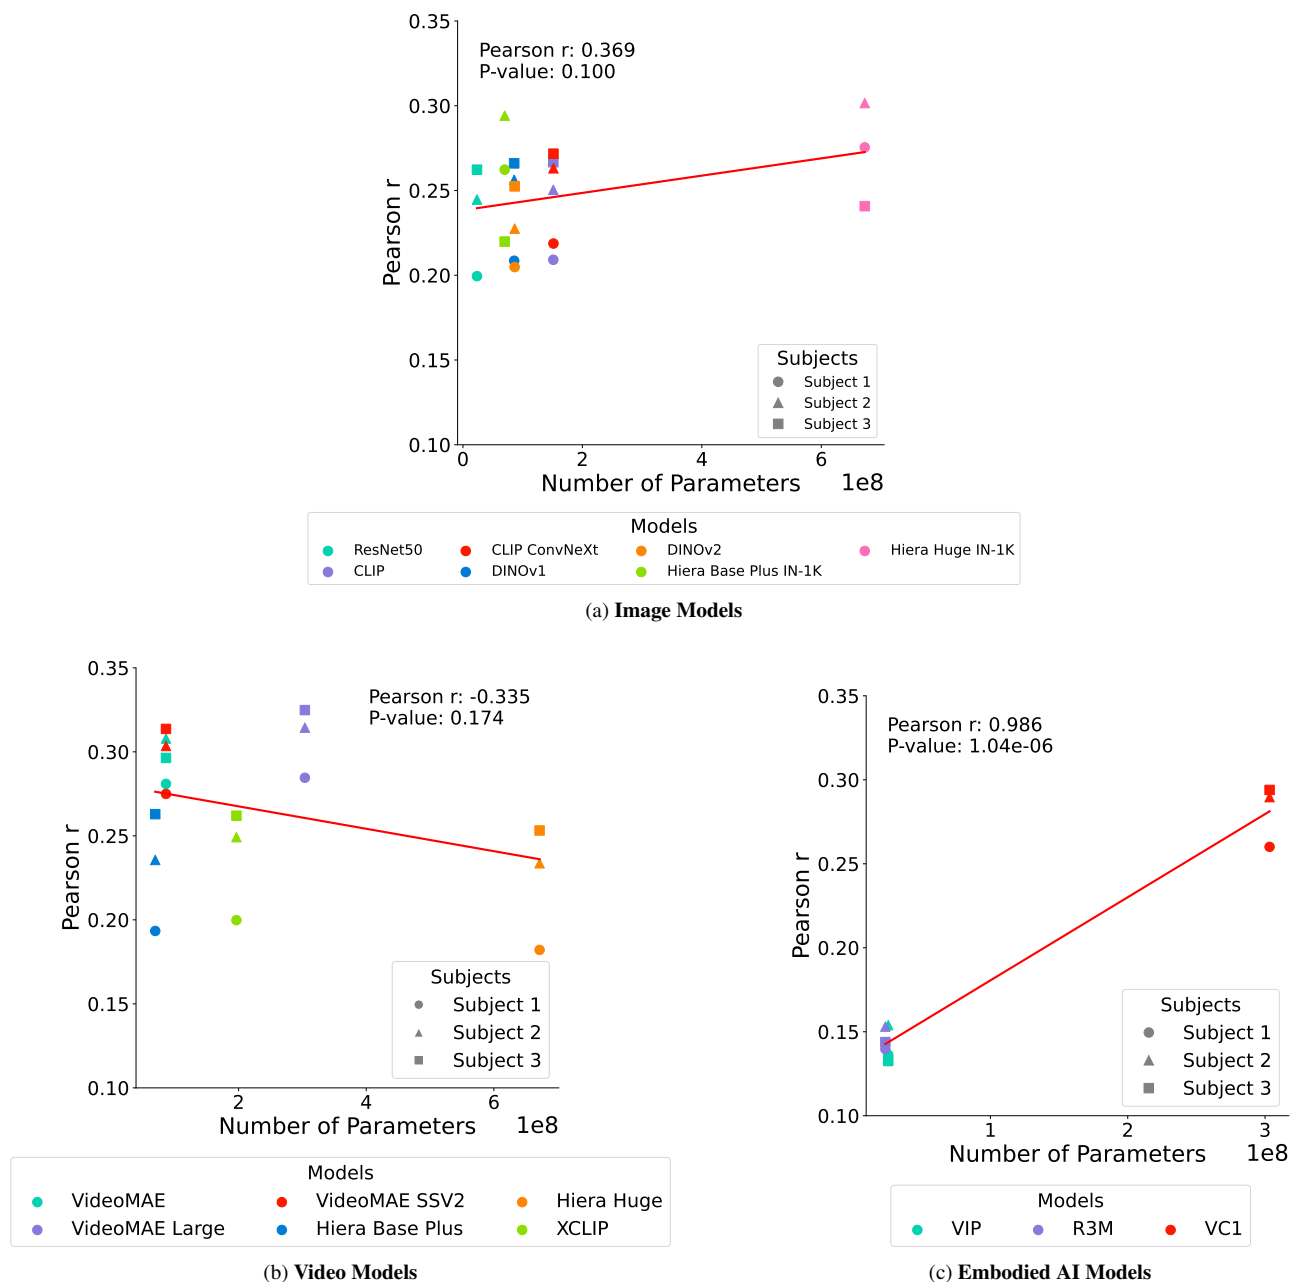 0.35
Pearson r: 0.369
P-value: 0.100
0.30
0.25
Pearson r
0.20
0.15
Subjects
Subject 1
Subject 2
Subject 3
0.10
0 2 4 6
Number of Parameters 1e8
Models
ResNet50 CLIP ConvNeXt DINOv2 Hiera Huge IN-1K
CLIP DINOv1 Hiera Base Plus IN-1K
(a) Image Models
0.35
Pearson r: -0.335
P-value: 0.174
0.30
0.25
Pearson r
0.20
0.15
Subjects
Subject 1
Subject 2
Subject 3
0.10
2 4 6
Number of Parameters 1e8
Models
VideoMAE VideoMAE SSV2 Hiera Huge
VideoMAE Large Hiera Base Plus XCLIP
(b) Video Models
0.35
Pearson r: 0.986
P-value: 1.04e-06
0.30
0.25
Pearson r
0.20
0.15
Subjects
Subject 1
Subject 2
Subject 3
0.10
1 2 3
Number of Parameters 1e8
Models
VIP R3M VC1
(c) Embodied AI Models